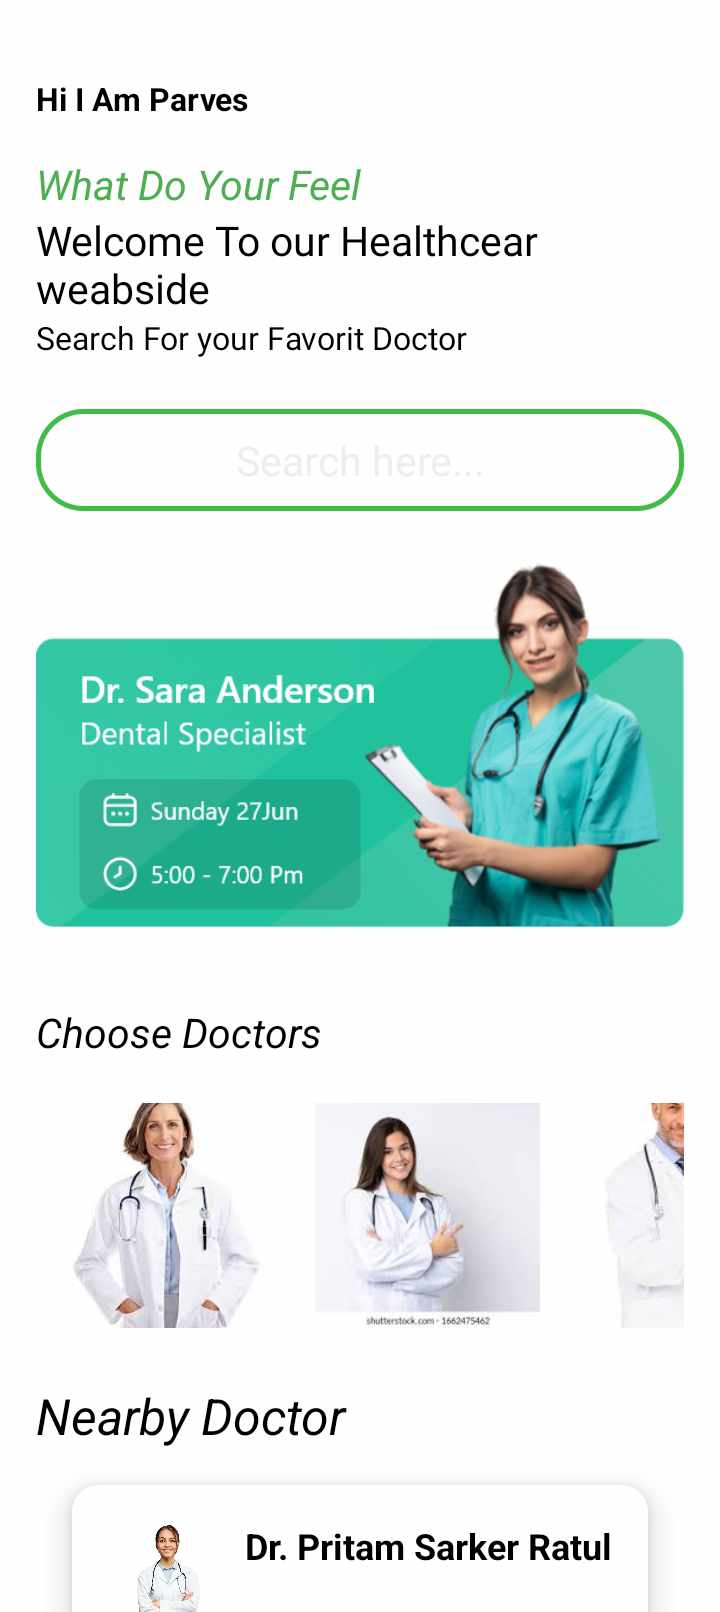 Hi I Am Parves
What Do Your Feel
Welcome To our Healthcear
weabside
Search For your Favorit Doctor
Search here...
Dr. Sara Anderson
Dental Specialist
Sunday 27Jun
5:00 - 7:00 Pm
Choose Doctors
shutterstock.com · 1662475462
Nearby Doctor
Dr. Pritam Sarker Ratul